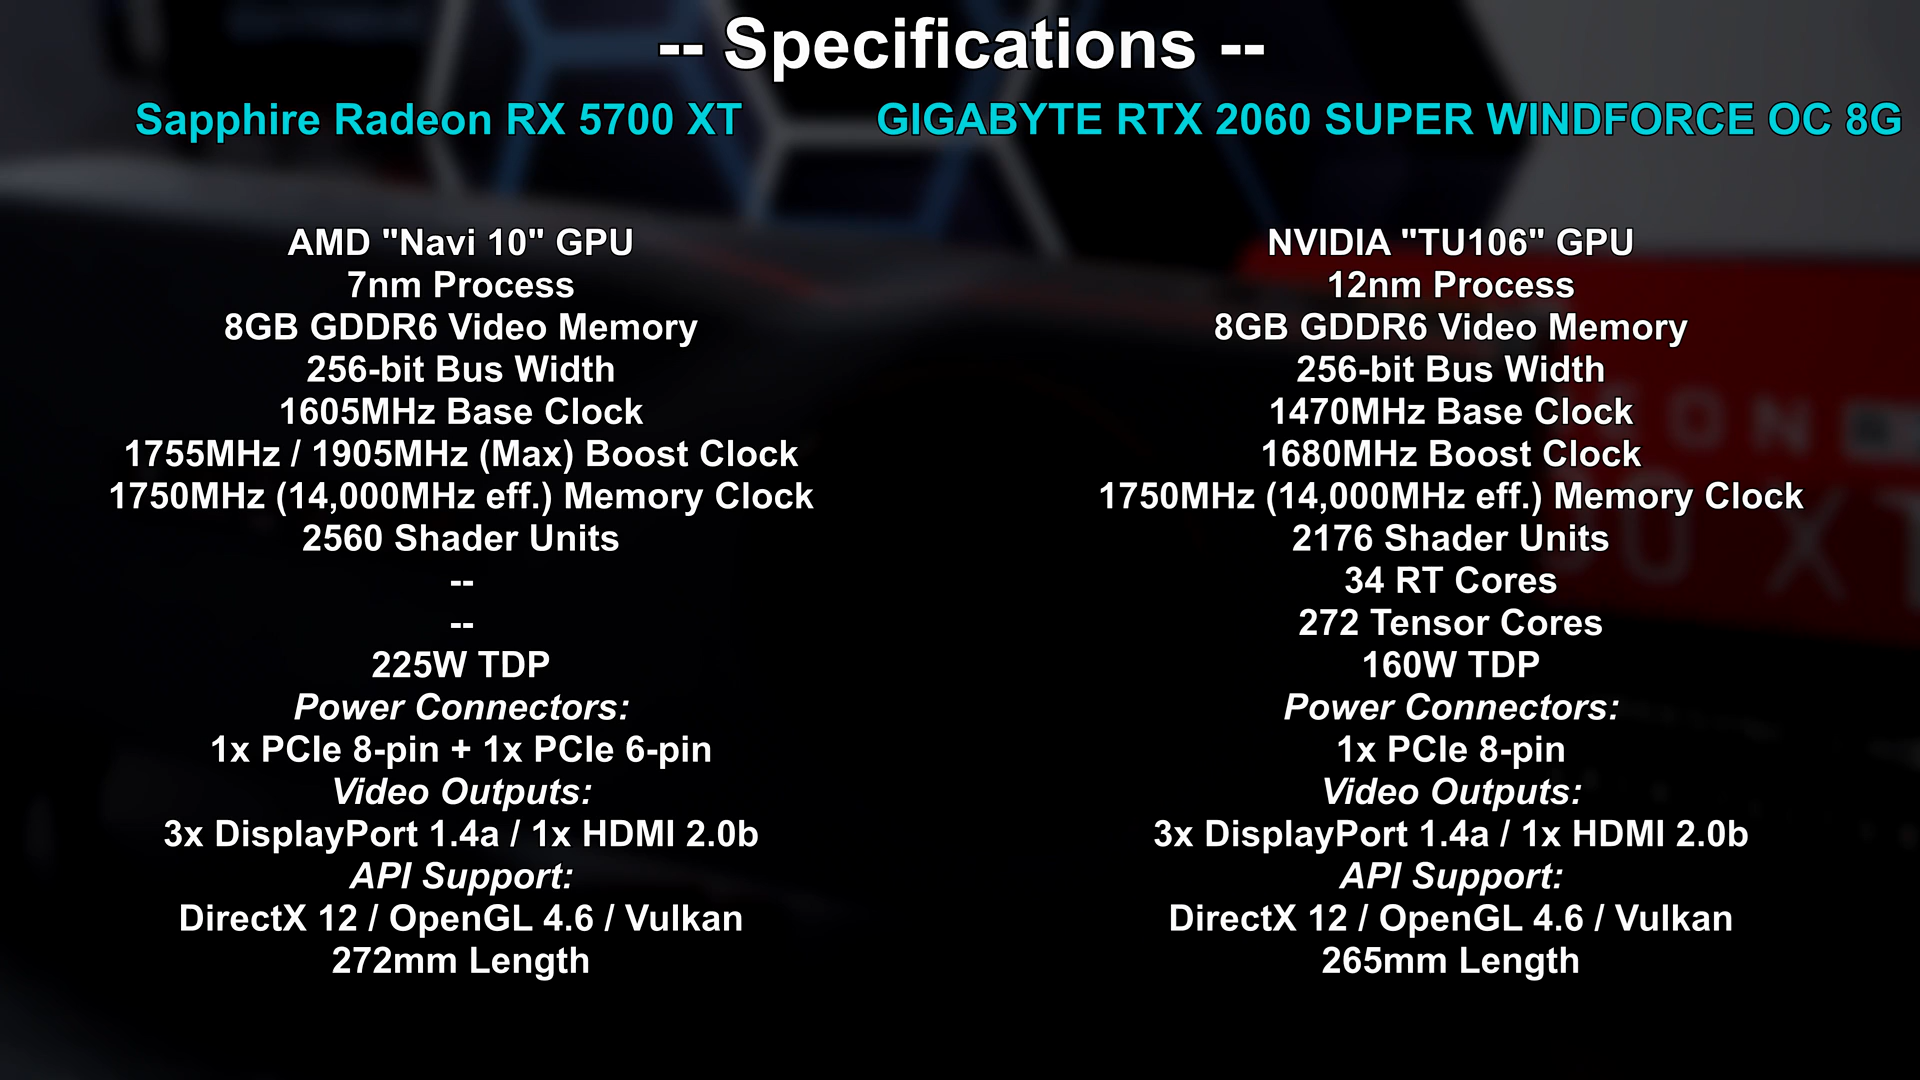 -- Specifications --
Sapphire Radeon RX 5700 XT
GIGABYTE RTX 2060 SUPER WINDFORCE OC 8G
AMD "Navi 10" GPU
7nm Process
8GB GDDR6 Video Memory
256-bit Bus Width
1605MHz Base Clock
1755MHz / 1905MHz (Max) Boost Clock
1750MHz (14,000MHz eff.) Memory Clock
2560 Shader Units
--
--
225W TDP
Power Connectors:
1x PCIe 8-pin + 1x PCIe 6-pin
Video Outputs:
3x DisplayPort 1.4a / 1x HDMI 2.0b
API Support:
DirectX 12 / OpenGL 4.6 / Vulkan
272mm Length
NVIDIA "TU106" GPU
12nm Process
8GB GDDR6 Video Memory
256-bit Bus Width
1470MHz Base Clock
1680MHz Boost Clock
1750MHz (14,000MHz eff.) Memory Clock
2176 Shader Units
34 RT Cores
272 Tensor Cores
160W TDP
Power Connectors:
1x PCIe 8-pin
Video Outputs:
3x DisplayPort 1.4a / 1x HDMI 2.0b
API Support:
DirectX 12 / OpenGL 4.6 / Vulkan
265mm Length